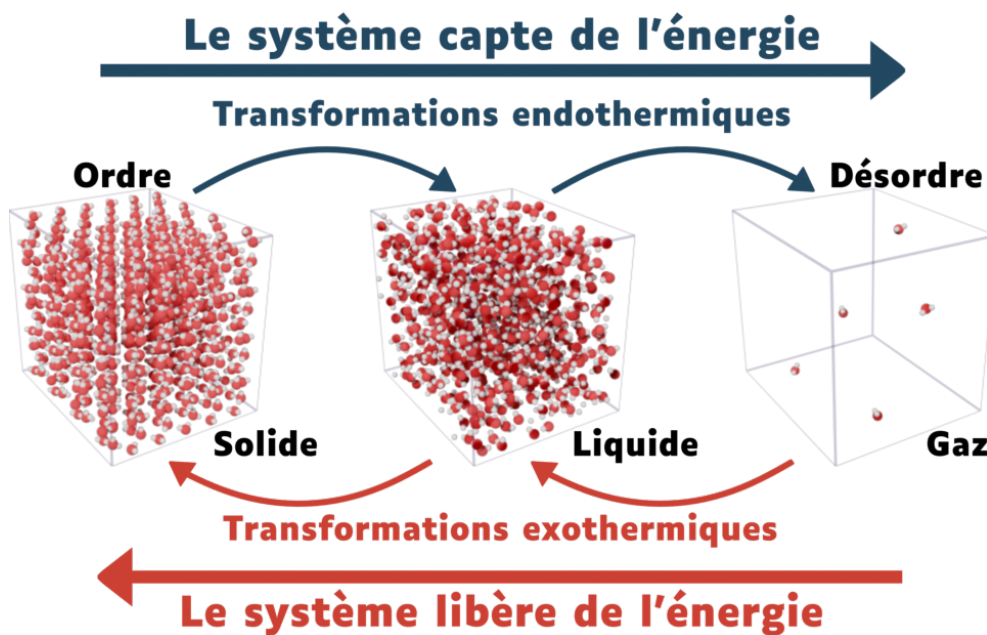 Le système capte de l'énergie
Transformations endothermiques
Ordre
Désordre
Solide
Liquide
Gaz
Transformations exothermiques
Le système libère de l'énergie